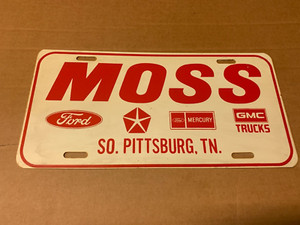 MOSS
Ford MERCURY GMC
TRUCKS
SO. PITTSBURG, TN.